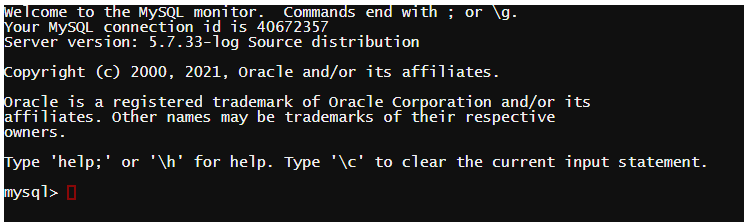 Welcome to the MySQL monitor.  Commands end with ; or \g.
Your MySQL connection id is 40672357
Server version: 5.7.33-log Source distribution
Copyright (c) 2000, 2021, Oracle and/or its affiliates.
Oracle is a registered trademark of Oracle Corporation and/or its
affiliates. Other names may be trademarks of their respective
owners.
Type 'help;' or '\h' for help. Type '\c' to clear the current input statement.
mysql>